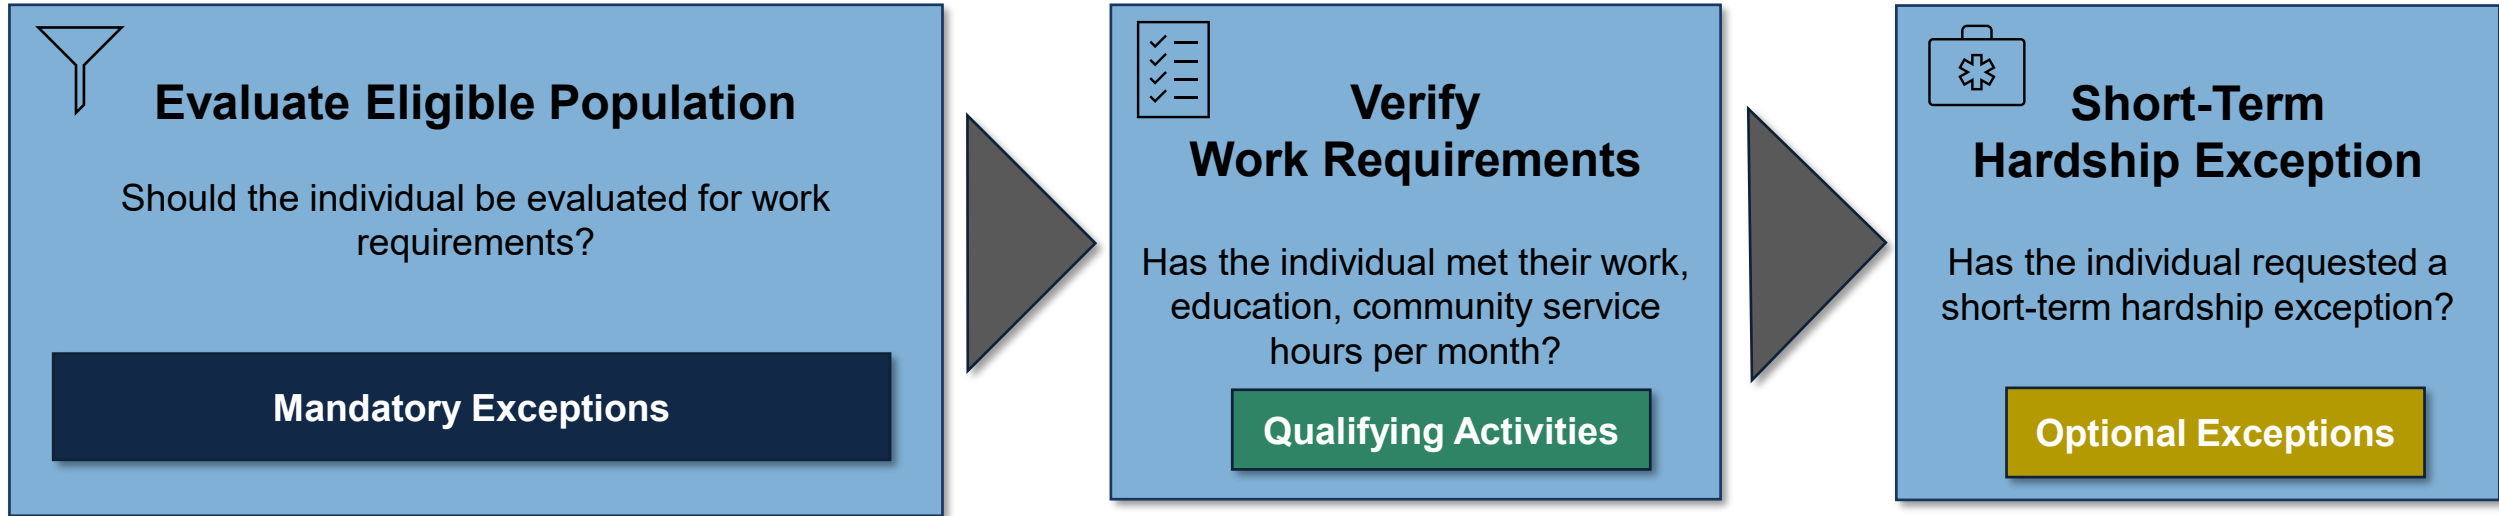 Evaluate Eligible Population
Should the individual be evaluated for work
requirements?
Mandatory Exceptions
Verify
Work Requirements
Has the individual met their work,
education, community service
hours per month?
Qualifying Activities
Short-Term
Hardship Exception
Has the individual requested a
short-term hardship exception?
Optional Exceptions